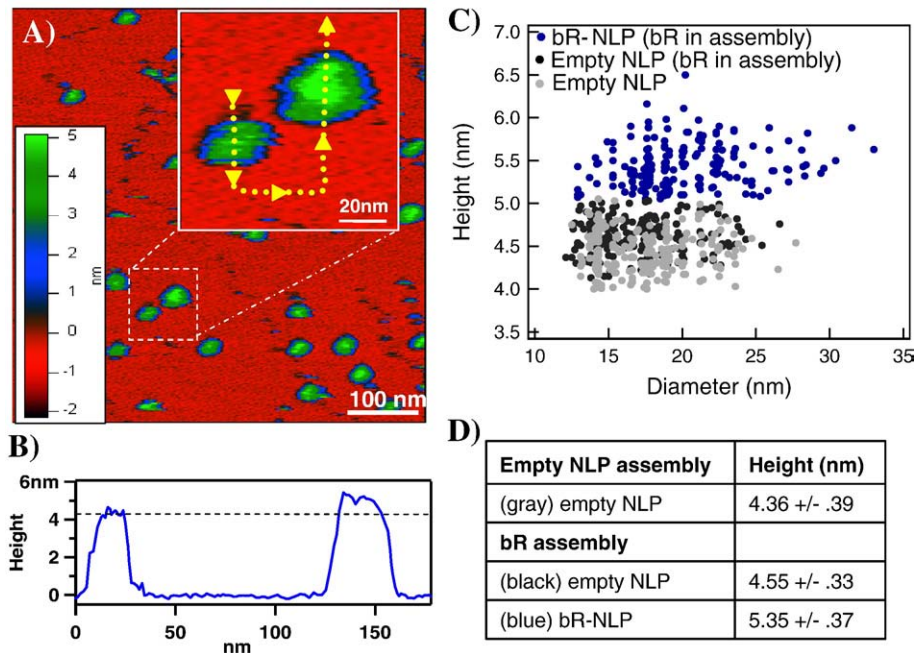 A)
20nm
5
4
3
2
1
0
-1
-2
nm
100 nm
B)
6nm
4
2
0
Height
0
50
100
150
nm
C)
7.0
6.5
6.0
5.5
5.0
4.5
4.0
3.5
Height (nm)
bR-NLP (bR in assembly)
Empty NLP (bR in assembly)
Empty NLP
10
15
20
25
30
35
Diameter (nm)
D)
Empty NLP assembly Height (nm)
(gray) empty NLP 4.36 +/- .39
bR assembly
(black) empty NLP 4.55 +/- .33
(blue) bR-NLP 5.35 +/- .37